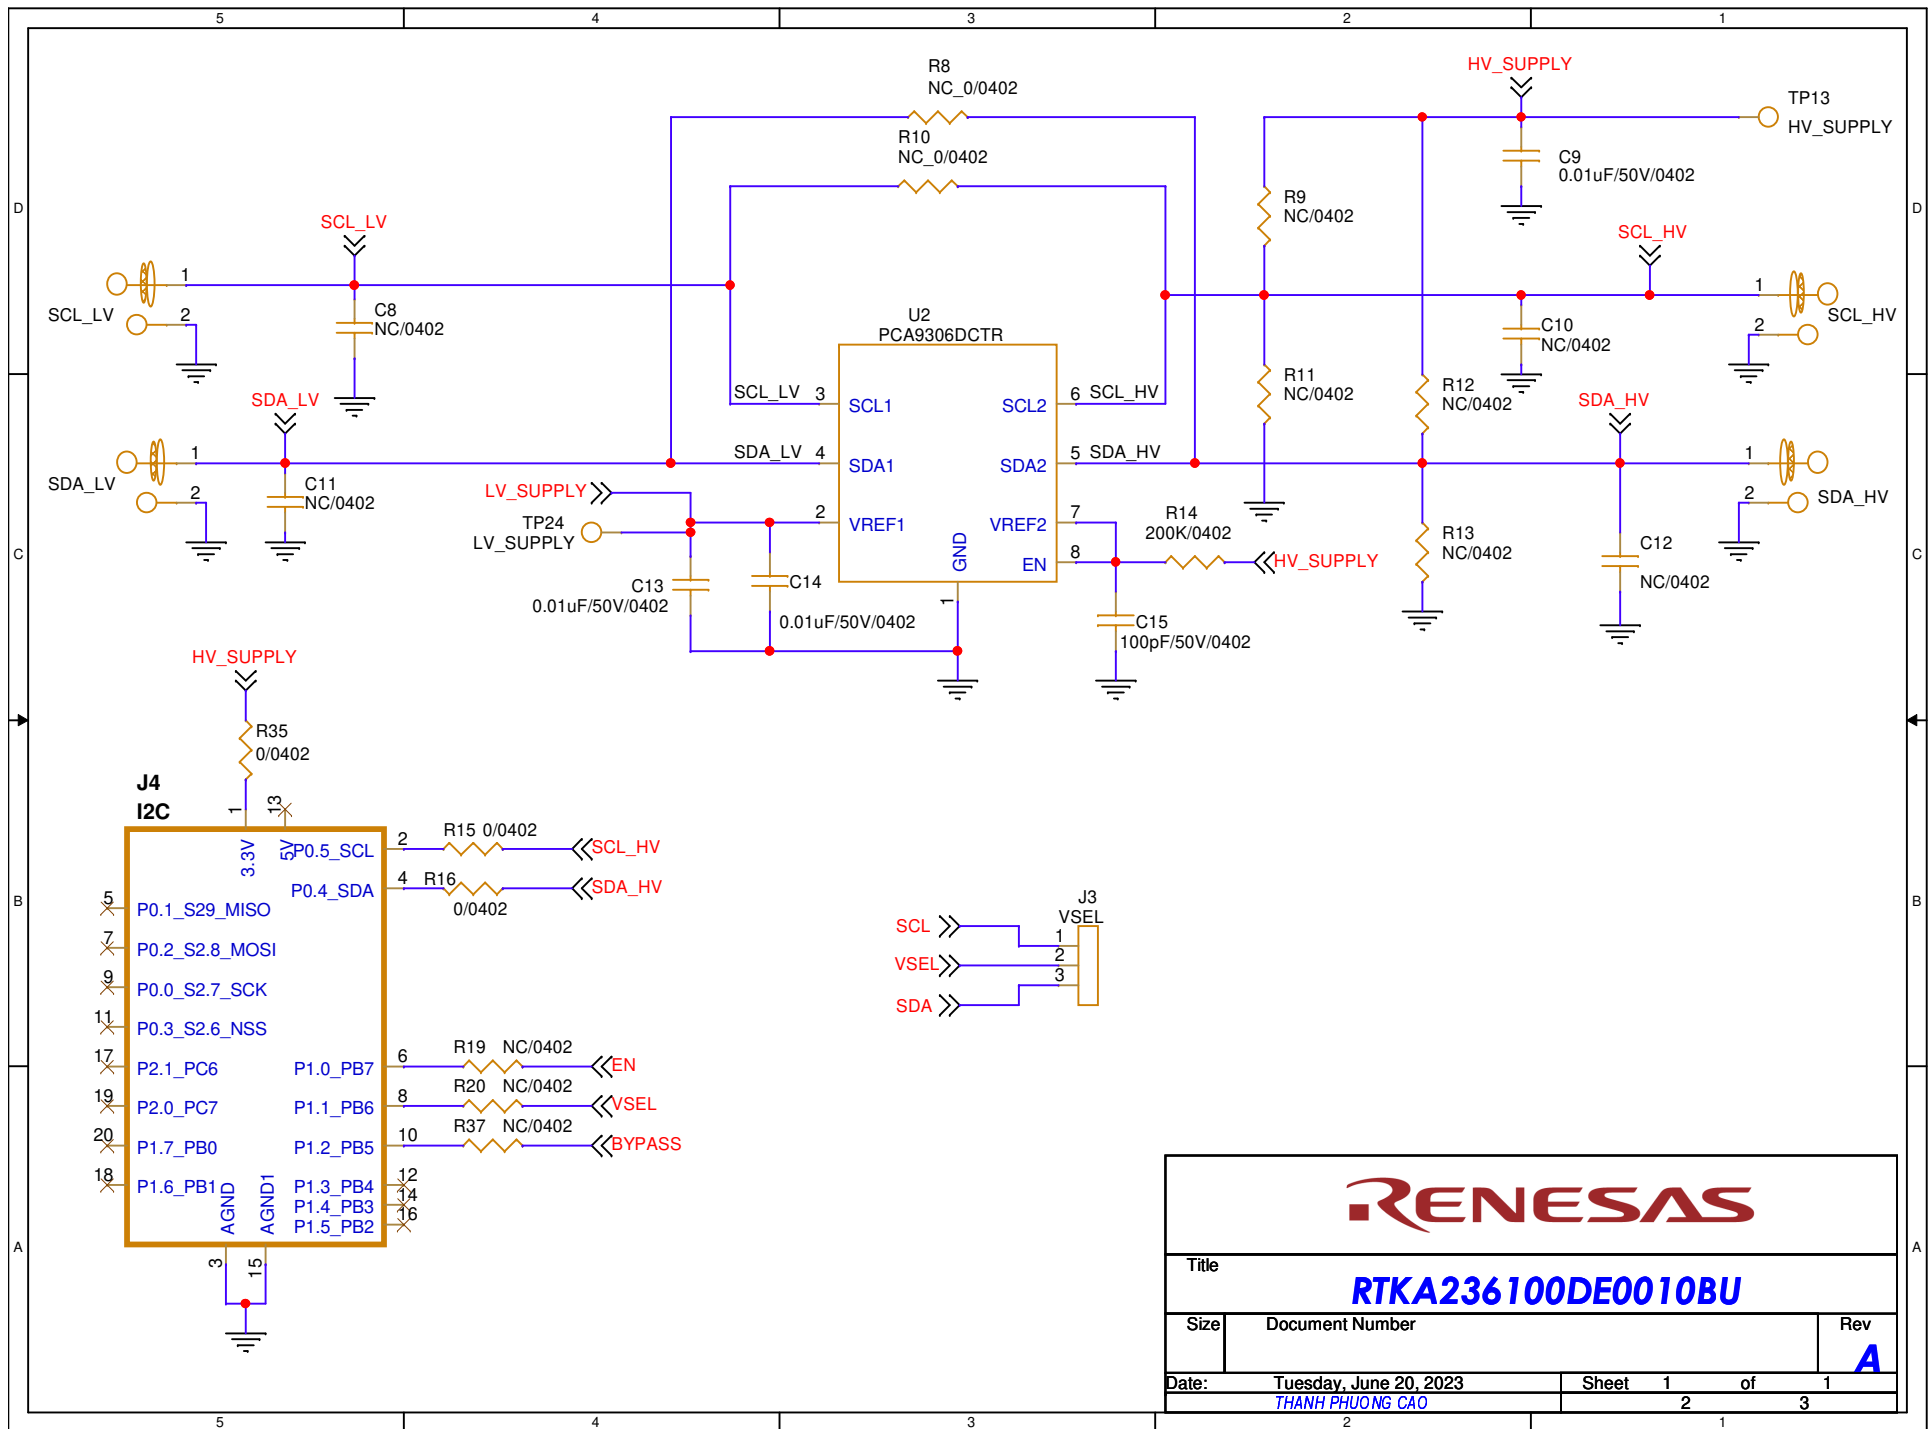 5 4 3 2 1
R8
NC_0/0402
R10
NC_0/0402
HV_SUPPLY
TP13
HV_SUPPLY
C9
0.01uF/50V/0402
R9
NC/0402
D
D
SCL_LV
SCL_HV
1
SCL_LV
2
C8
NC/0402
U2
PCA9306DCTR
C10
NC/0402
1
SCL_HV
2
R11
NC/0402
R12
NC/0402
SCL_LV 3 SCL1
SCL2 6 SCL_HV
SDA_LV
SDA_HV
1
SDA_LV
2
C11
NC/0402
SDA_LV 4 SDA1
SDA2 5 SDA_HV
1
2
SDA_HV
LV_SUPPLY
TP24
LV_SUPPLY
2 VREF1
VREF2 7
GND
EN 8
1
R14
200K/0402
HV_SUPPLY
R13
NC/0402
C12
NC/0402
C
C
C13
0.01uF/50V/0402
C14
0.01uF/50V/0402
C15
100pF/50V/0402
HV_SUPPLY
R35
0/0402
J4
I2C
1
13
3.3V
5V
P0.5_SCL 2 R15 0/0402 SCL_HV
P0.4_SDA 4 R16 0/0402 SDA_HV
5 P0.1_S29_MISO
7 P0.2_S2.8_MOSI
9 P0.0_S2.7_SCK
11 P0.3_S2.6_NSS
17 P2.1_PC6
19 P2.0_PC7
20 P1.7_PB0
18 P1.6_PB1
P1.0_PB7 6 R19 NC/0402 EN
P1.1_PB6 8 R20 NC/0402 VSEL
P1.2_PB5 10 R37 NC/0402 BYPASS
P1.3_PB4 12
P1.4_PB3 14
P1.5_PB2 16
AGND
AGND1
3
15
B
B
J3
VSEL
SCL 1
VSEL 2
SDA 3
A
A
RENESAS
Title
RTKA236100DE0010BU
Size Document Number Rev
A
Date: Tuesday, June 20, 2023 Sheet 1 of 1
THANH PHUONG CAO 2 3
5 4 3 2 1